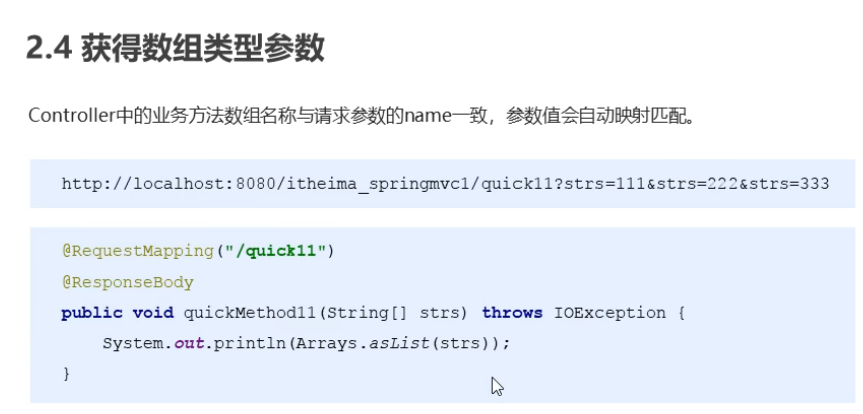 2.4 获得数组类型参数
Controller中的业务方法数组名称与请求参数的name一致，参数值会自动映射匹配。
http://localhost:8080/itheima_springmvc1/quick11?strs=111&strs=222&strs=333
@RequestMapping("/quick11")
@ResponseBody
public void quickMethod11(String[] strs) throws IOException {
    System.out.println(Arrays.asList(strs));
}